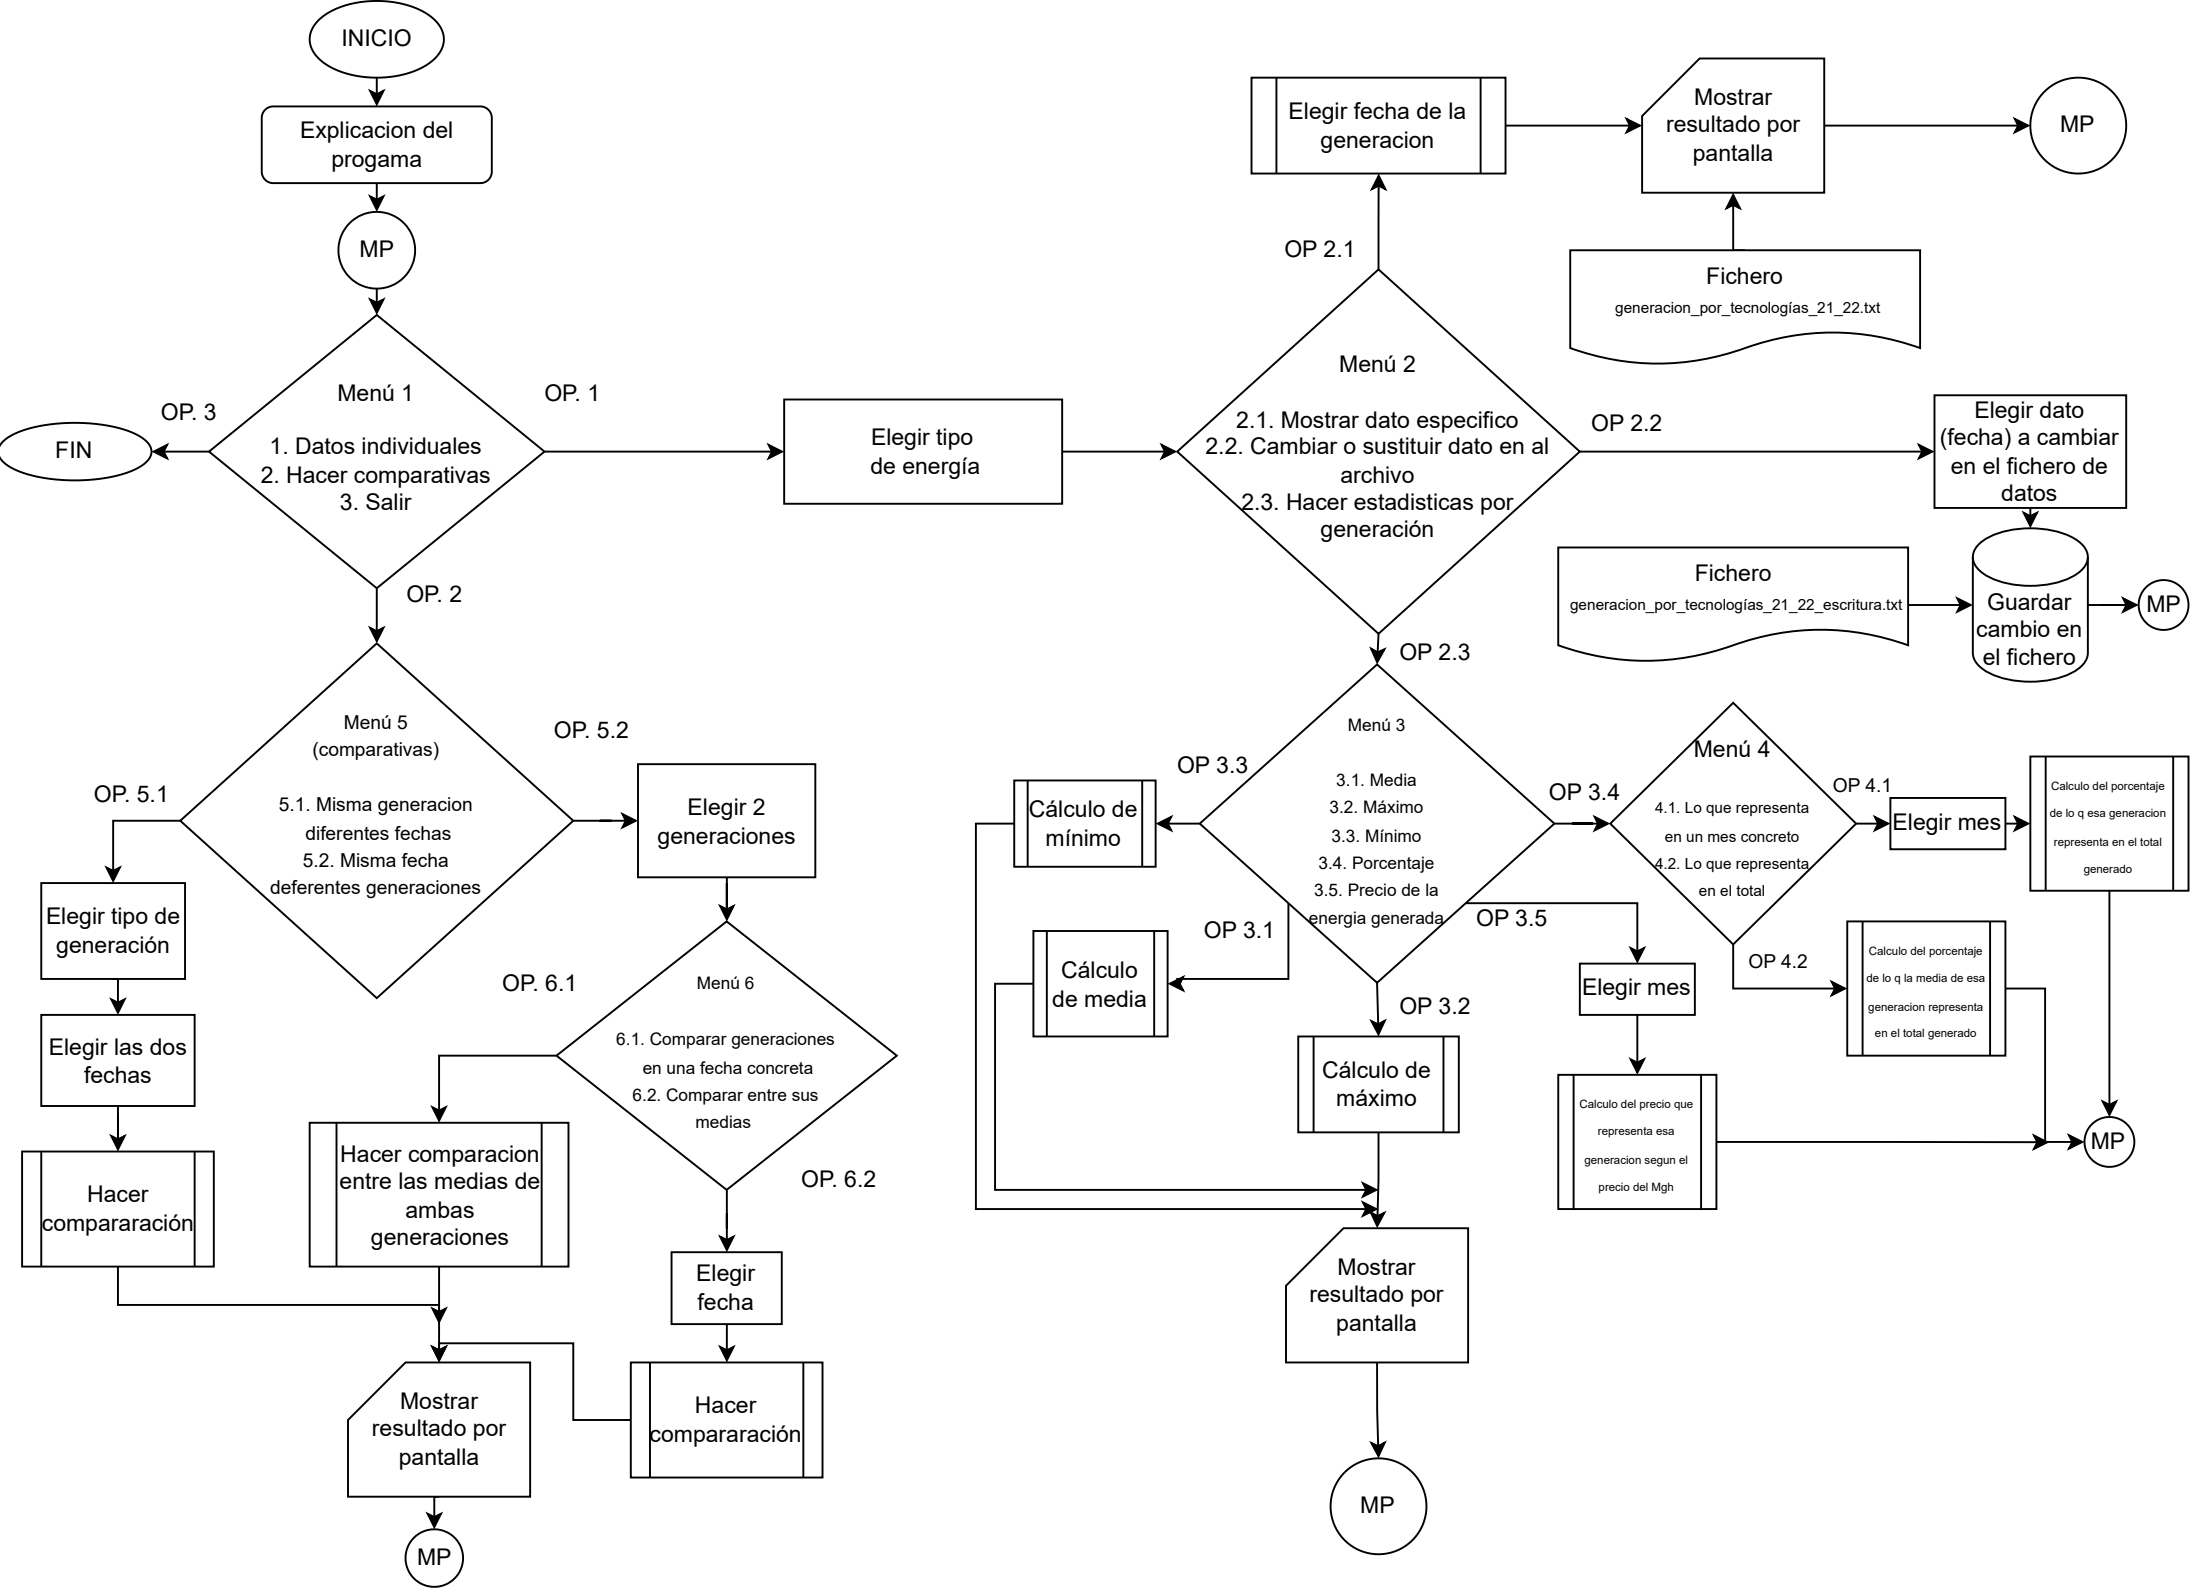 INICIO
Explicacion del
progama
MP
Menú 1
1. Datos individuales
2. Hacer comparativas
3. Salir
OP. 3
FIN
OP. 1
OP. 2
Elegir tipo
de energía
Menú 2
2.1. Mostrar dato especifico
2.2. Cambiar o sustituir dato en al
archivo
2.3. Hacer estadisticas por
generación
OP 2.1
Elegir fecha de la
generacion
Mostrar
resultado por
pantalla
MP
Fichero
generacion_por_tecnologías_21_22.txt
OP 2.2
Elegir dato
(fecha) a cambiar
en el fichero de
datos
Fichero
generacion_por_tecnologías_21_22_escritura.txt
Guardar
cambio en
el fichero
MP
OP 2.3
Menú 3
3.1. Media
3.2. Máximo
3.3. Mínimo
3.4. Porcentaje
3.5. Precio de la
energia generada
OP 3.3
Cálculo de
mínimo
OP 3.1
Cálculo
de media
OP 3.2
Cálculo de
máximo
Mostrar
resultado por
pantalla
MP
OP 3.4
Menú 4
4.1. Lo que representa
en un mes concreto
4.2. Lo que representa
en el total
OP 4.1
Elegir mes
Calculo del porcentaje
de lo q esa generacion
representa en el total
generado
OP 4.2
Calculo del porcentaje
de lo q la media de esa
generacion representa
en el total generado
OP 3.5
Elegir mes
Calculo del precio que
representa esa
generacion segun el
precio del Mgh
MP
Menú 5
(comparativas)
5.1. Misma generacion
diferentes fechas
5.2. Misma fecha
deferentes generaciones
OP. 5.1
Elegir tipo de
generación
Elegir las dos
fechas
Hacer
compararación
OP. 5.2
Elegir 2
generaciones
Menú 6
6.1. Comparar generaciones
en una fecha concreta
6.2. Comparar entre sus
medias
OP. 6.1
Hacer comparacion
entre las medias de
ambas
generaciones
OP. 6.2
Elegir
fecha
Hacer
compararación
Mostrar
resultado por
pantalla
MP